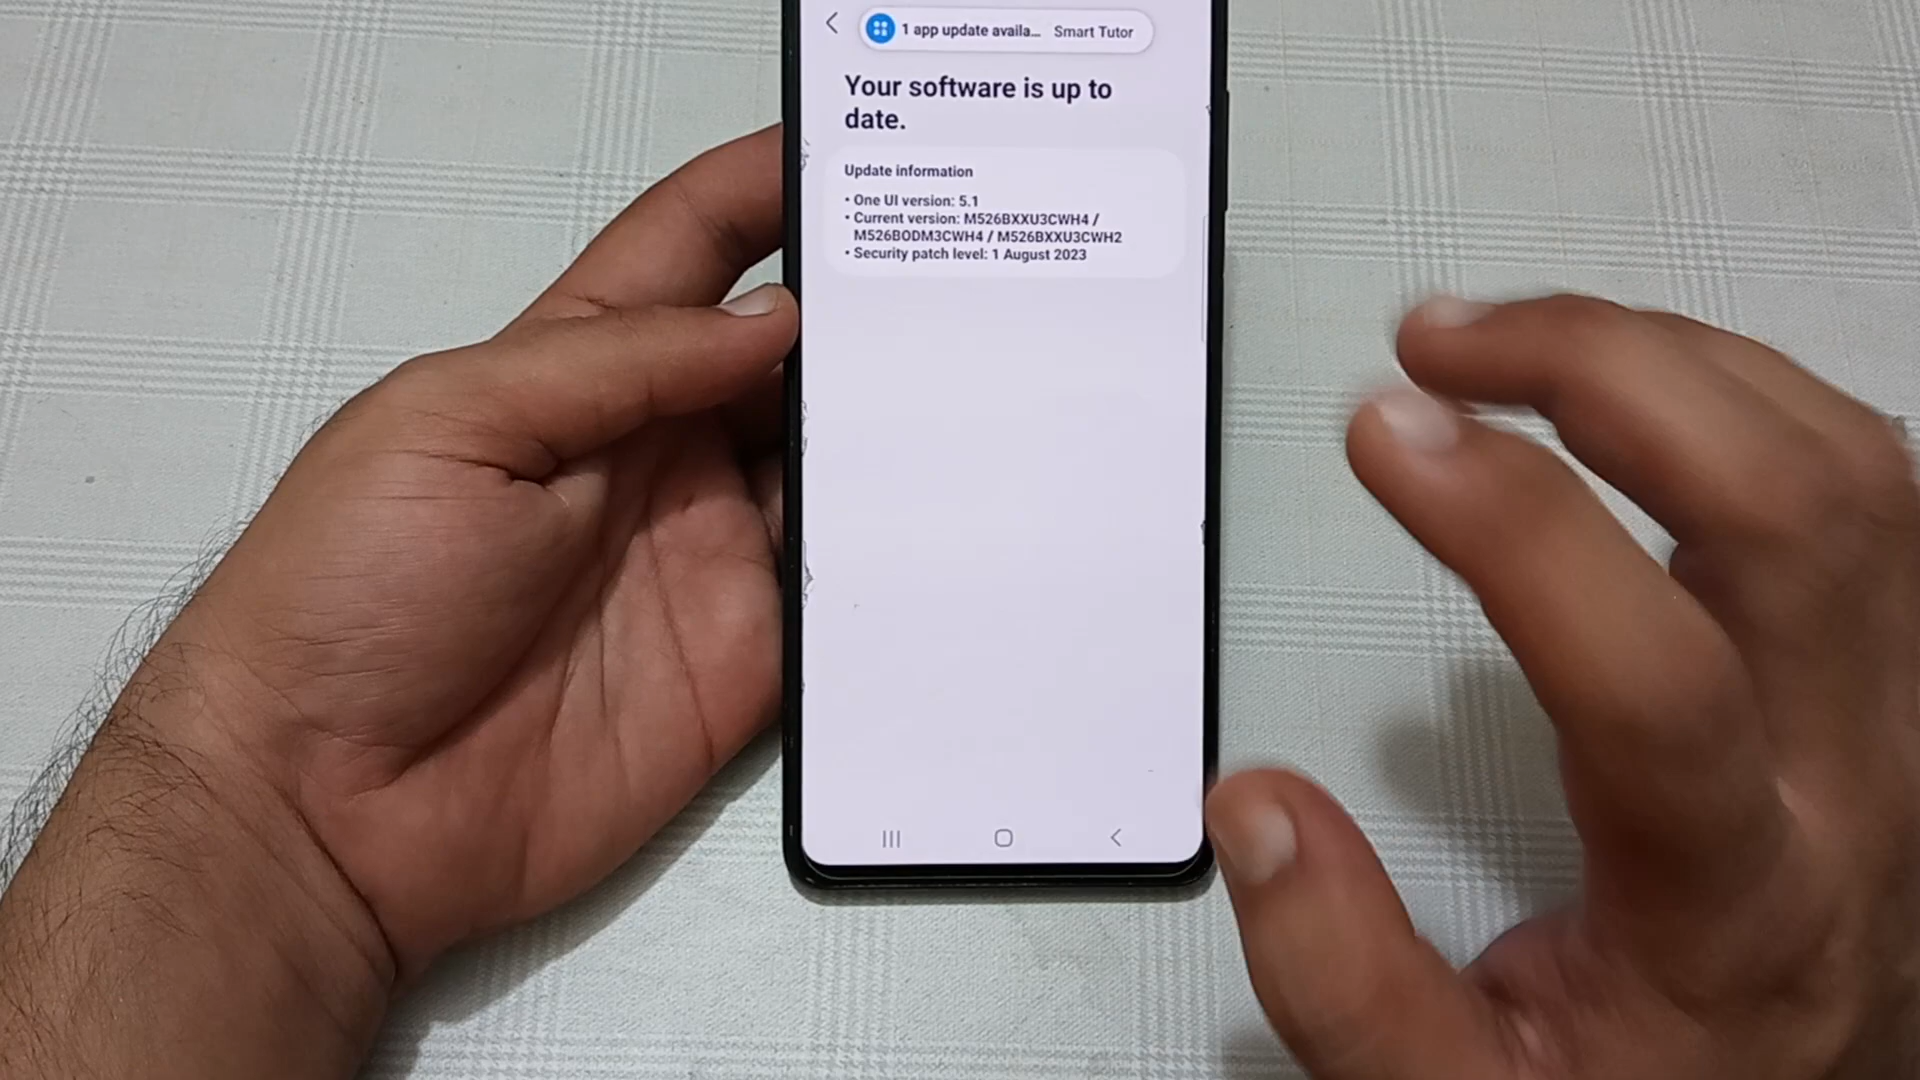 1 app update availa... Smart Tutor
Your software is up to
date.
Update information
• One UI version: 5.1
• Current version: M526BXXU3CWH4 /
M526BODM3CWH4 / M526BXXU3CWH2
• Security patch level: 1 August 2023